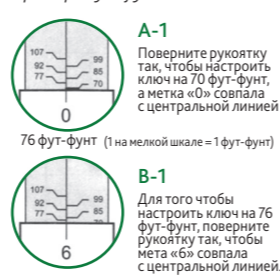 A-1
Поверните рукоятку
так, чтобы настроить
ключ на 70 фут-фунт,
а метка «0» совпала
с центральной линией
107
92
77
99
85
70
0
76 фут-фунт (1 на мелкой шкале = 1 фут-фунт)
B-1
Для того чтобы
настроить ключ на 76
фут-фунт, поверните
рукоятку так, чтобы
мета «6» совпала
с центральной линией
107
92
77
99
85
6